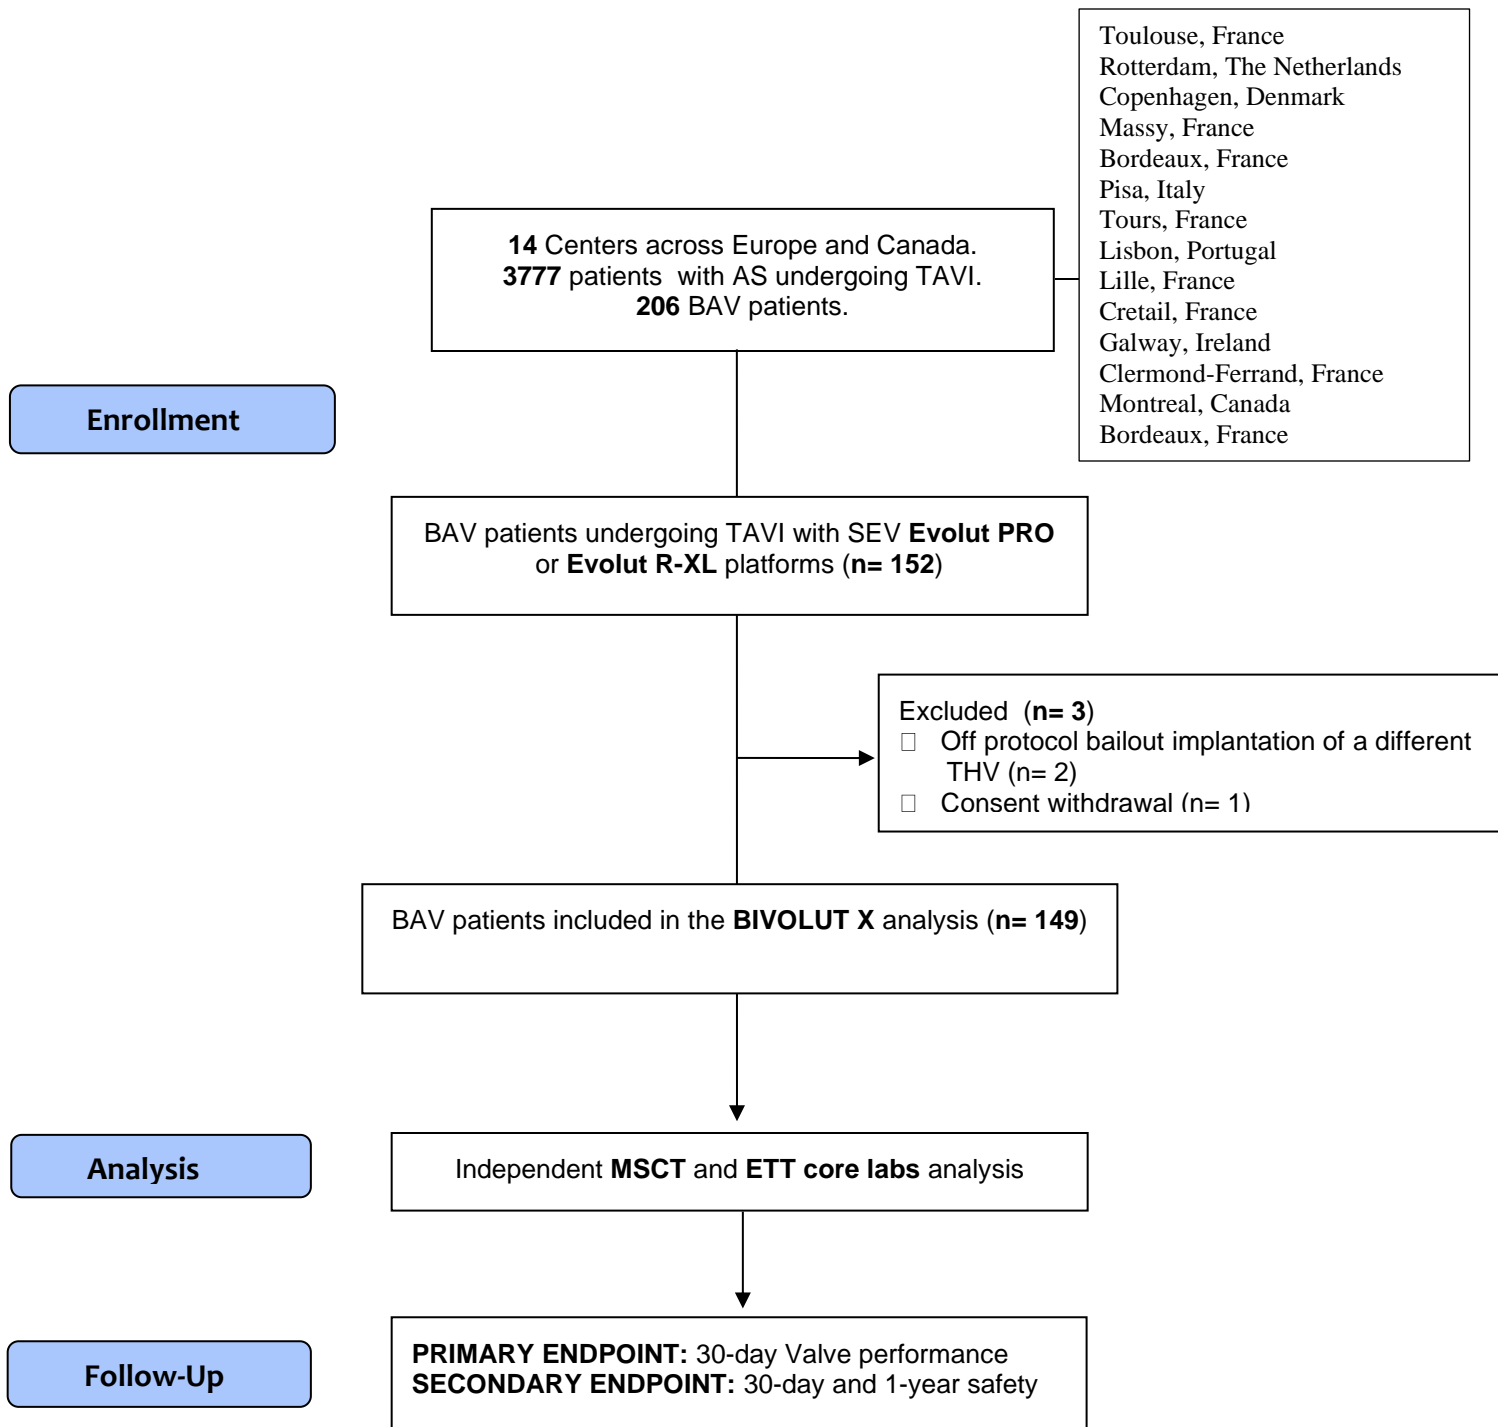 Toulouse, France
Rotterdam, The Netherlands
Copenhagen, Denmark
Massy, France
Bordeaux, France
Pisa, Italy
Tours, France
Lisbon, Portugal
Lille, France
Cretail, France
Galway, Ireland
Clermond-Ferrand, France
Montreal, Canada
Bordeaux, France
14 Centers across Europe and Canada.
3777 patients with AS undergoing TAVI.
206 BAV patients.
Enrollment
BAV patients undergoing TAVI with SEV Evolut PRO
or Evolut R-XL platforms (n= 152)
Excluded (n= 3)
Off protocol bailout implantation of a different
THV (n= 2)
Consent withdrawal (n= 1)
BAV patients included in the BIVOLUT X analysis (n= 149)
Analysis
Independent MSCT and ETT core labs analysis
Follow-Up
PRIMARY ENDPOINT: 30-day Valve performance
SECONDARY ENDPOINT: 30-day and 1-year safety